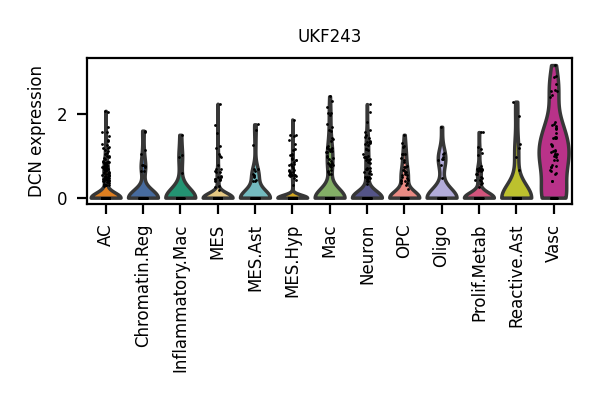 UKF243
DCN expression
2
0
AC
Chromatin.Reg
Inflammatory.Mac
MES
MES.Ast
MES.Hyp
Mac
Neuron
OPC
Oligo
Prolif.Metab
Reactive.Ast
Vasc